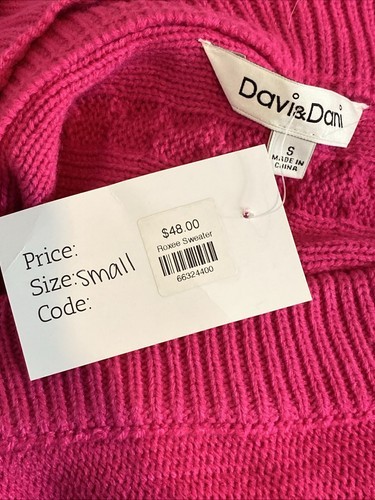 Davi&Dani
S
MADE IN
CHINA
$48.00
Roxee Sweater
66324400
Price:
Size: small
Code: